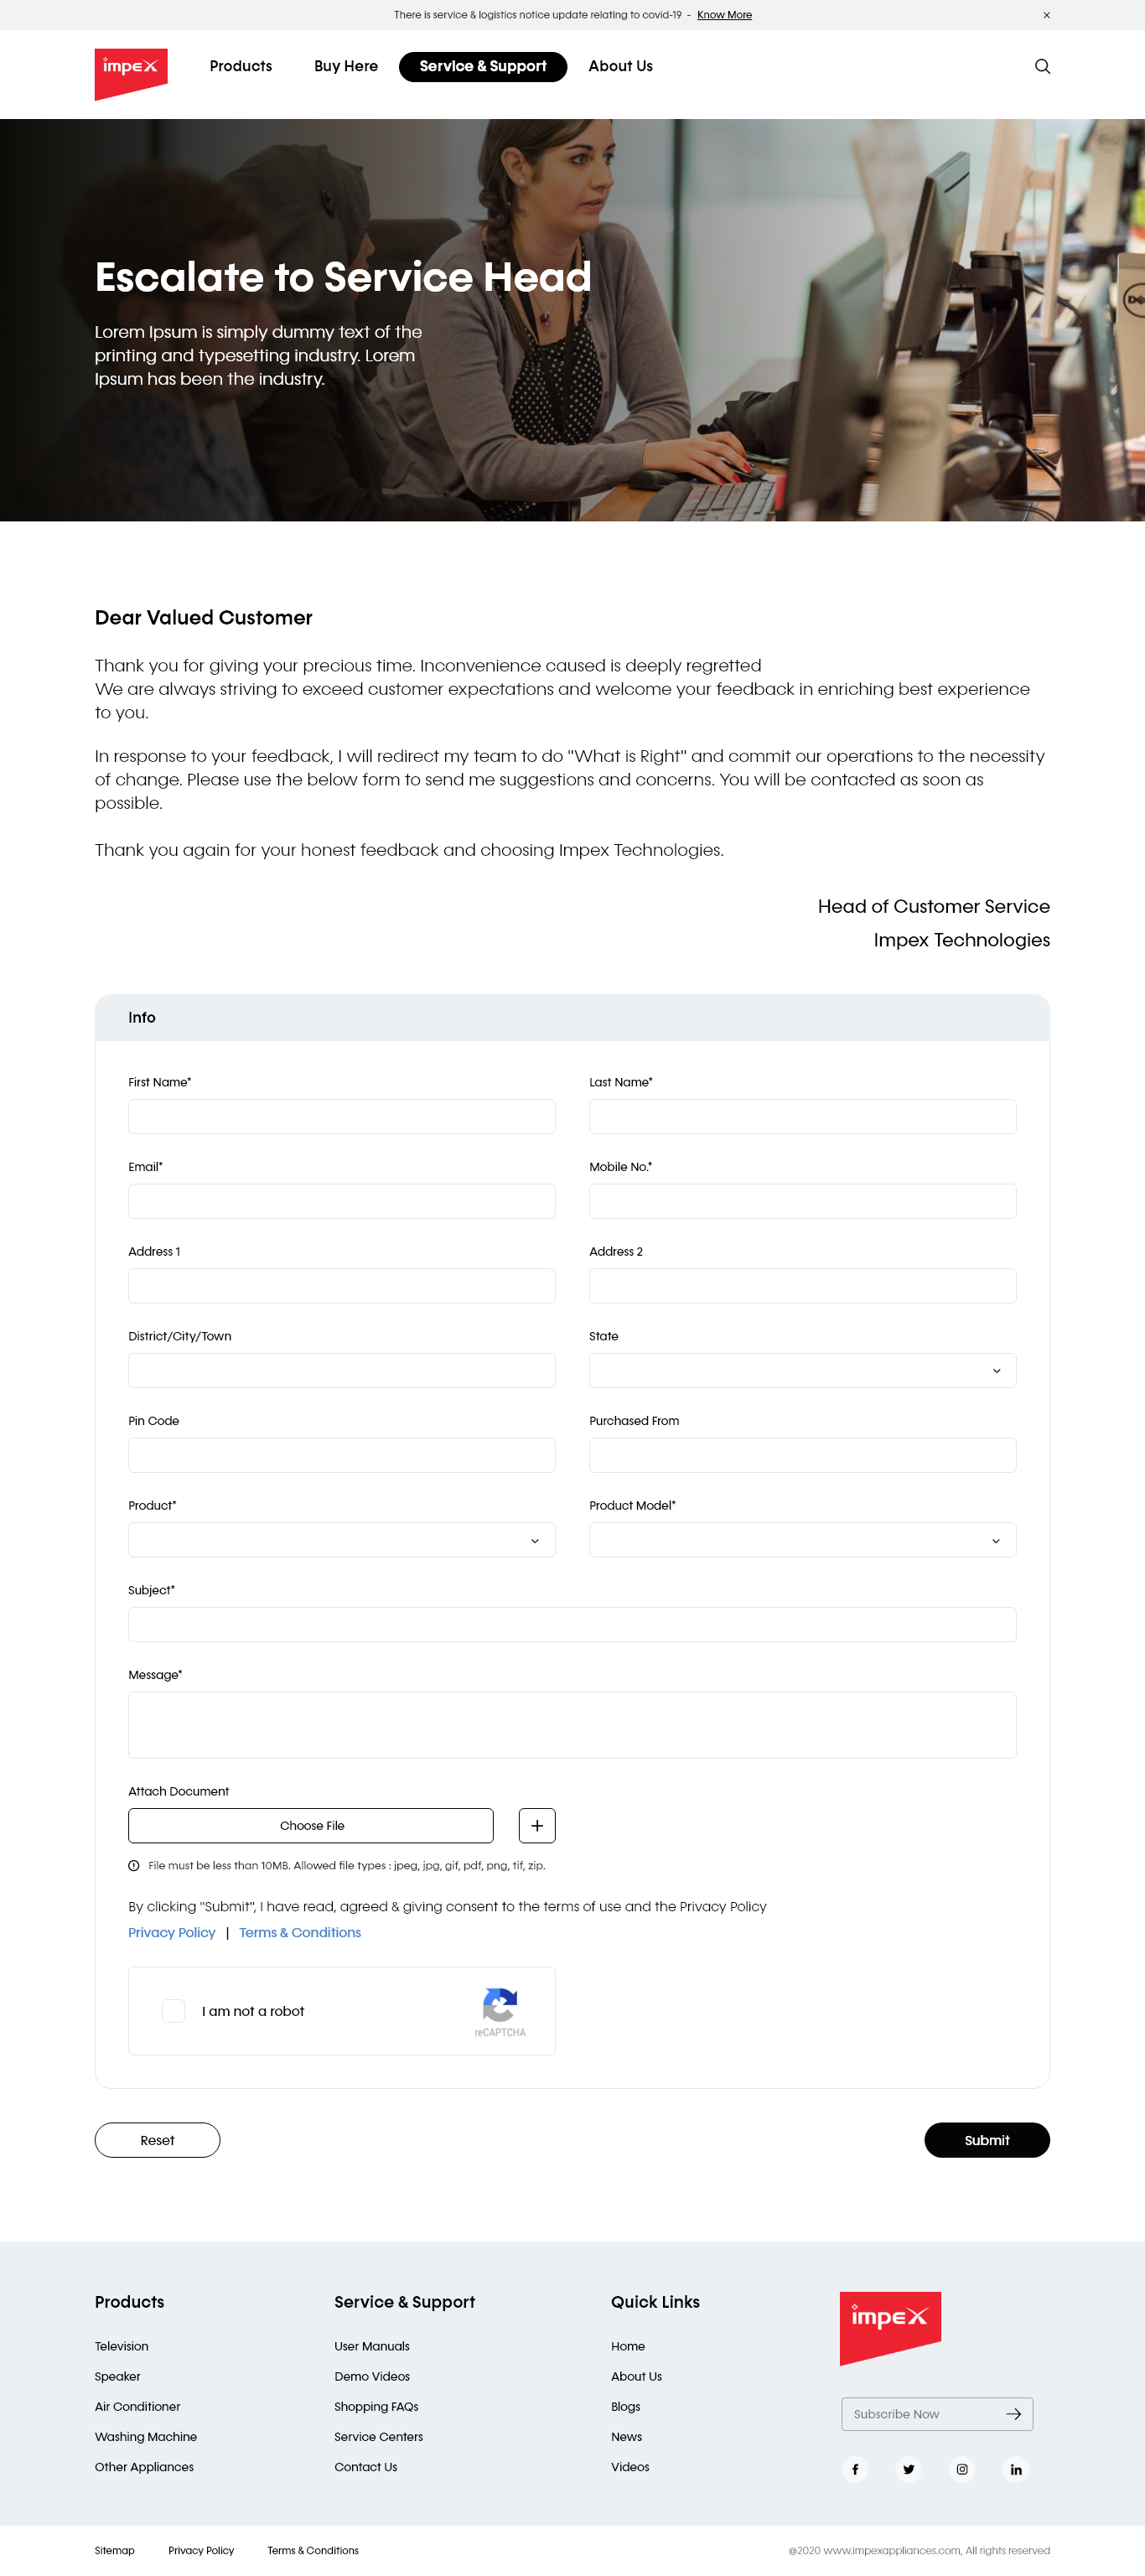 There is service & logistics notice update relating to covid-19 - Know More
impex
Products
Buy Here
Service & Support
About Us
Escalate to Service Head
Lorem Ipsum is simply dummy text of the
printing and typesetting industry. Lorem
Ipsum has been the industry.
Dear Valued Customer
Thank you for giving your precious time. Inconvenience caused is deeply regretted
We are always striving to exceed customer expectations and welcome your feedback in enriching best experience
to you.
In response to your feedback, I will redirect my team to do "What is Right" and commit our operations to the necessity
of change. Please use the below form to send me suggestions and concerns. You will be contacted as soon as
possible.
Thank you again for your honest feedback and choosing Impex Technologies.
Head of Customer Service
Impex Technologies
Info
First Name*
Last Name*
Email*
Mobile No.*
Address 1
Address 2
District/City/Town
State
Pin Code
Purchased From
Product*
Product Model*
Subject*
Message*
Attach Document
Choose File
File must be less than 10MB. Allowed file types : jpeg, jpg, gif, pdf, png, tif, zip.
By clicking "Submit", I have read, agreed & giving consent to the terms of use and the Privacy Policy
Privacy Policy | Terms & Conditions
I am not a robot
reCAPTCHA
Reset
Submit
Products
Television
Speaker
Air Conditioner
Washing Machine
Other Appliances
Service & Support
User Manuals
Demo Videos
Shopping FAQs
Service Centers
Contact Us
Quick Links
Home
About Us
Blogs
News
Videos
impex
Subscribe Now
Sitemap
Privacy Policy
Terms & Conditions
@2020 www.impexappliances.com, All rights reserved